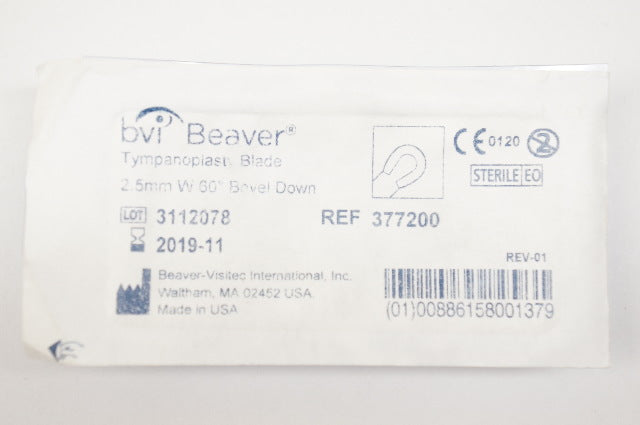 bvi Beaver®
Tympanoplasty Blade
2.5mm W 60° Bevel Down
LOT 3112078
REF 377200
2019-11
Beaver-Visitec International, Inc.
Waltham, MA 02452 USA
Made in USA
CE 0120
2
STERILE EO
REV-01
(01)00886158001379